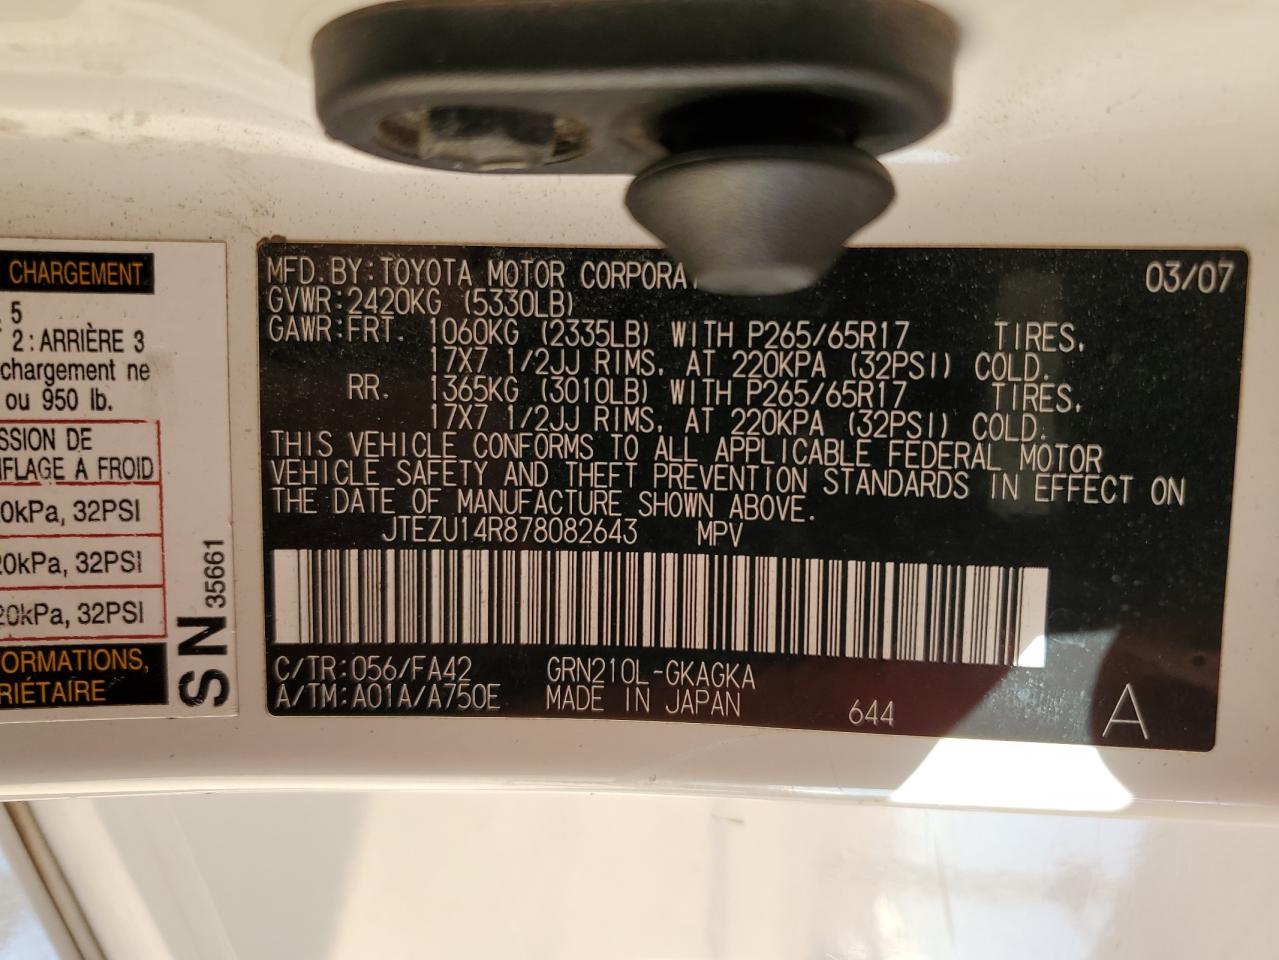 CHARGEMENT
5
2:ARRIÈRE 3
chargement ne
ou 950 lb.
SSION DE
FLAGE À FROID
0kPa, 32PSI
20kPa, 32PSI
20kPa, 32PSI
ORMATIONS,
RIÉTAIRE
SN 35661
MFD.BY:TOYOTA MOTOR CORPORA 03/07
GVWR:2420KG (5330LB)
GAWR:FRT. 1060KG (2335LB) WITH P265/65R17 TIRES,
17X7 1/2JJ RIMS, AT 220KPA (32PSI) COLD.
RR. 1365KG (3010LB) WITH P265/65R17 TIRES,
17X7 1/2JJ RIMS, AT 220KPA (32PSI) COLD.
THIS VEHICLE CONFORMS TO ALL APPLICABLE FEDERAL MOTOR
VEHICLE SAFETY AND THEFT PREVENTION STANDARDS IN EFFECT ON
THE DATE OF MANUFACTURE SHOWN ABOVE.
JTEZU14R878082643 MPV
C/TR:056/FA42 GRN210L-GKAGKA
A/TM:A01A/A750E MADE IN JAPAN 644 A